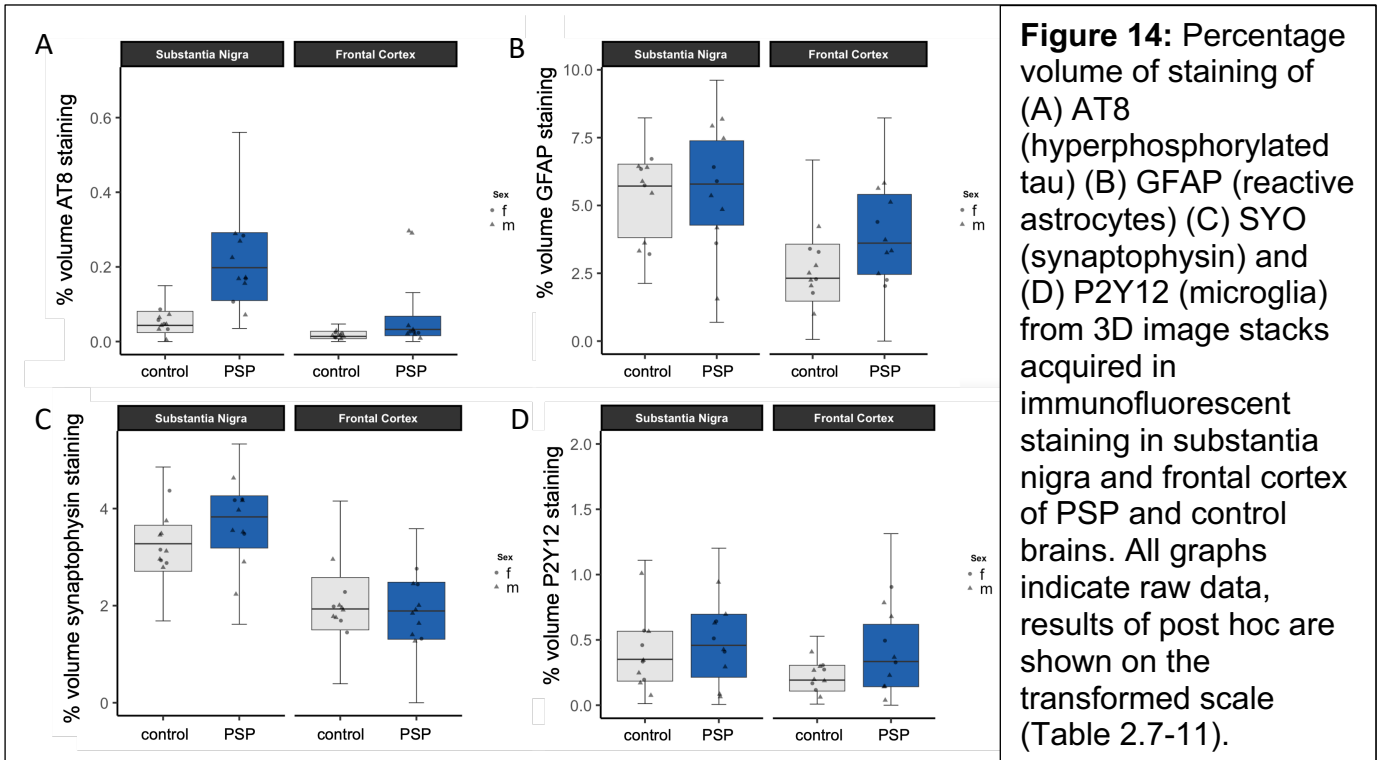 A
Substantia Nigra
Frontal Cortex
% volume AT8 staining
0.6
0.4
0.2
0.0
control
PSP
control
PSP
Sex
f
m
B
Substantia Nigra
Frontal Cortex
% volume GFAP staining
10.0
7.5
5.0
2.5
0.0
control
PSP
control
PSP
Sex
f
m
C
Substantia Nigra
Frontal Cortex
% volume synaptophysin staining
4
2
0
control
PSP
control
PSP
Sex
f
m
D
Substantia Nigra
Frontal Cortex
% volume P2Y12 staining
2.0
1.5
1.0
0.5
0.0
control
PSP
control
PSP
Sex
f
m
Figure 14: Percentage
volume of staining of
(A) AT8
(hyperphosphorylated
tau) (B) GFAP (reactive
astrocytes) (C) SYO
(synaptophysin) and
(D) P2Y12 (microglia)
from 3D image stacks
acquired in
immunofluorescent
staining in substantia
nigra and frontal cortex
of PSP and control
brains. All graphs
indicate raw data,
results of post hoc are
shown on the
transformed scale
(Table 2.7-11).